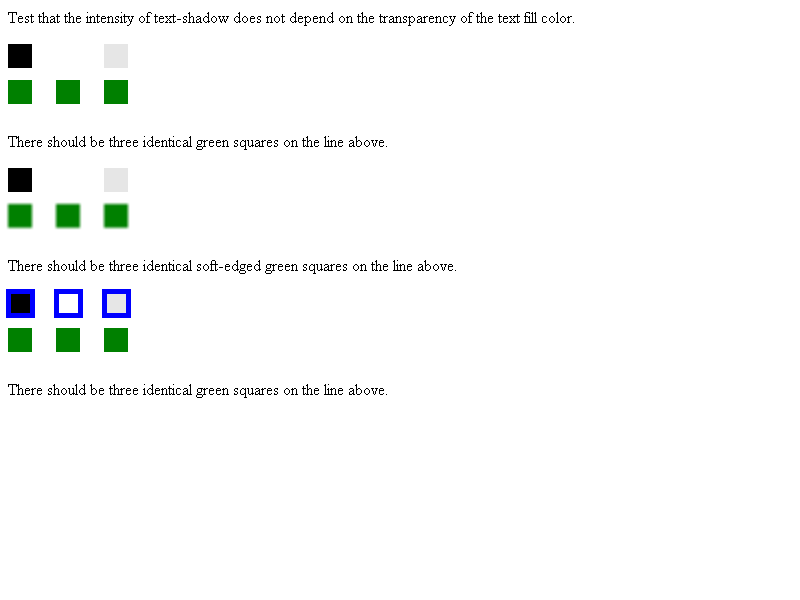 Test that the intensity of text-shadow does not depend on the transparency of the text fill color.
There should be three identical green squares on the line above.
There should be three identical soft-edged green squares on the line above.
There should be three identical green squares on the line above.